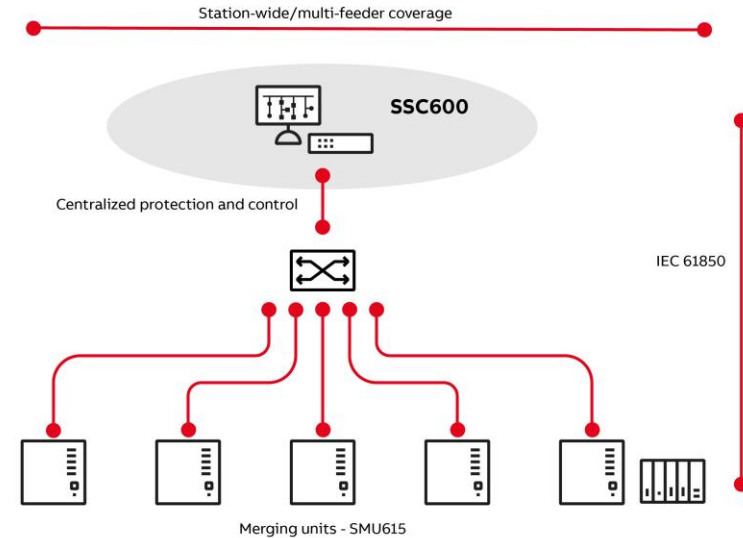 Station-wide/multi-feeder coverage
SSC600
Centralized protection and control
IEC 61850
Merging units - SMU615